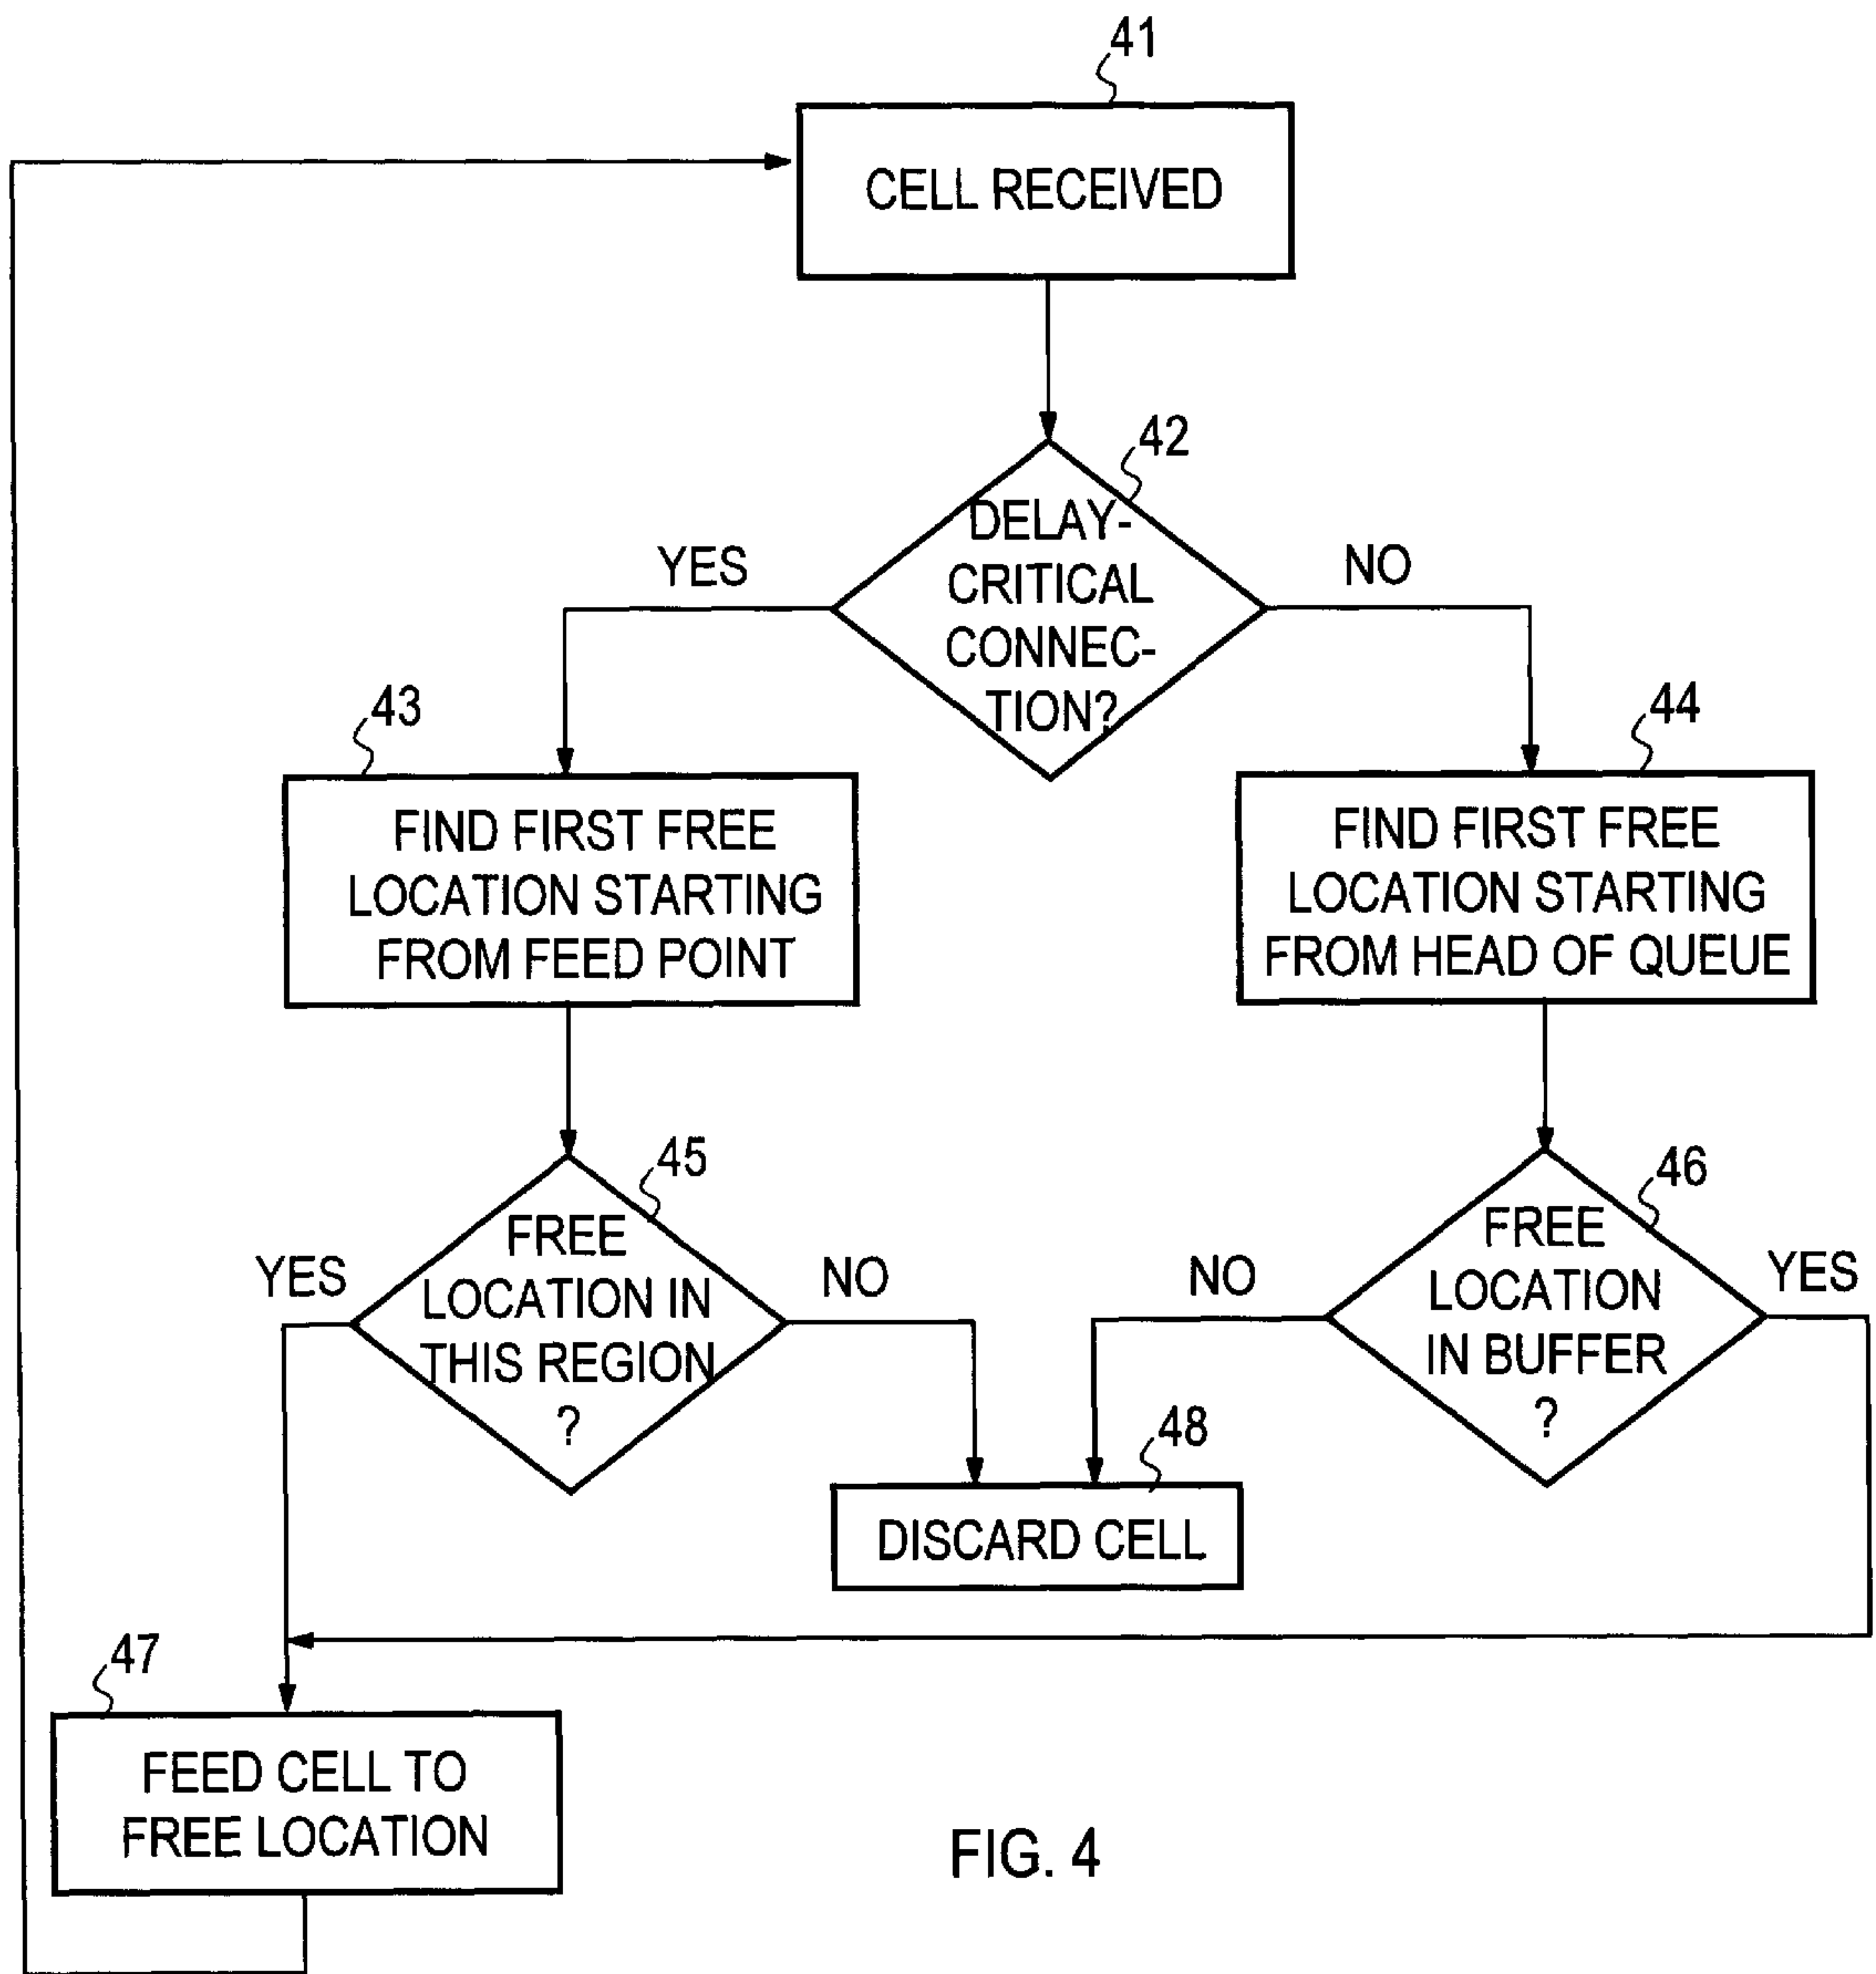 41
CELL RECEIVED
42
DELAY-
CRITICAL
CONNEC-
TION?
YES
NO
43
FIND FIRST FREE
LOCATION STARTING
FROM FEED POINT
44
FIND FIRST FREE
LOCATION STARTING
FROM HEAD OF QUEUE
45
FREE
LOCATION IN
THIS REGION
?
YES
NO
46
FREE
LOCATION
IN BUFFER
?
NO
YES
48
DISCARD CELL
47
FEED CELL TO
FREE LOCATION
FIG. 4